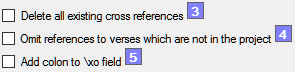 Delete all existing cross references 3
Omit references to verses which are not in the project 4
Add colon to \xo field 5